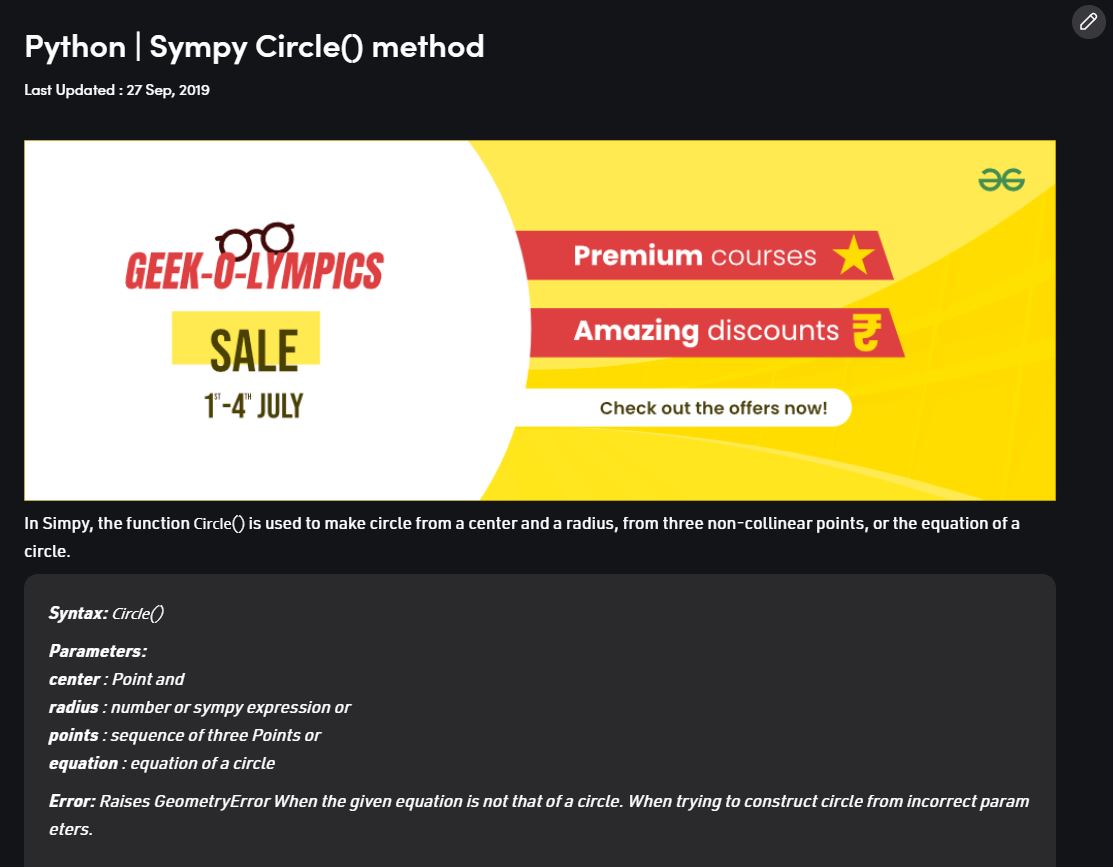 Python | Sympy Circle() method
Last Updated : 27 Sep, 2019
GEEK-O-LYMPICS
SALE
1ST-4TH JULY
Premium courses
Amazing discounts ₹
Check out the offers now!
In Simpy, the function Circle() is used to make circle from a center and a radius, from three non-collinear points, or the equation of a
circle.
Syntax: Circle()
Parameters:
center : Point and
radius : number or sympy expression or
points : sequence of three Points or
equation : equation of a circle
Error: Raises GeometryError When the given equation is not that of a circle. When trying to construct circle from incorrect param
eters.